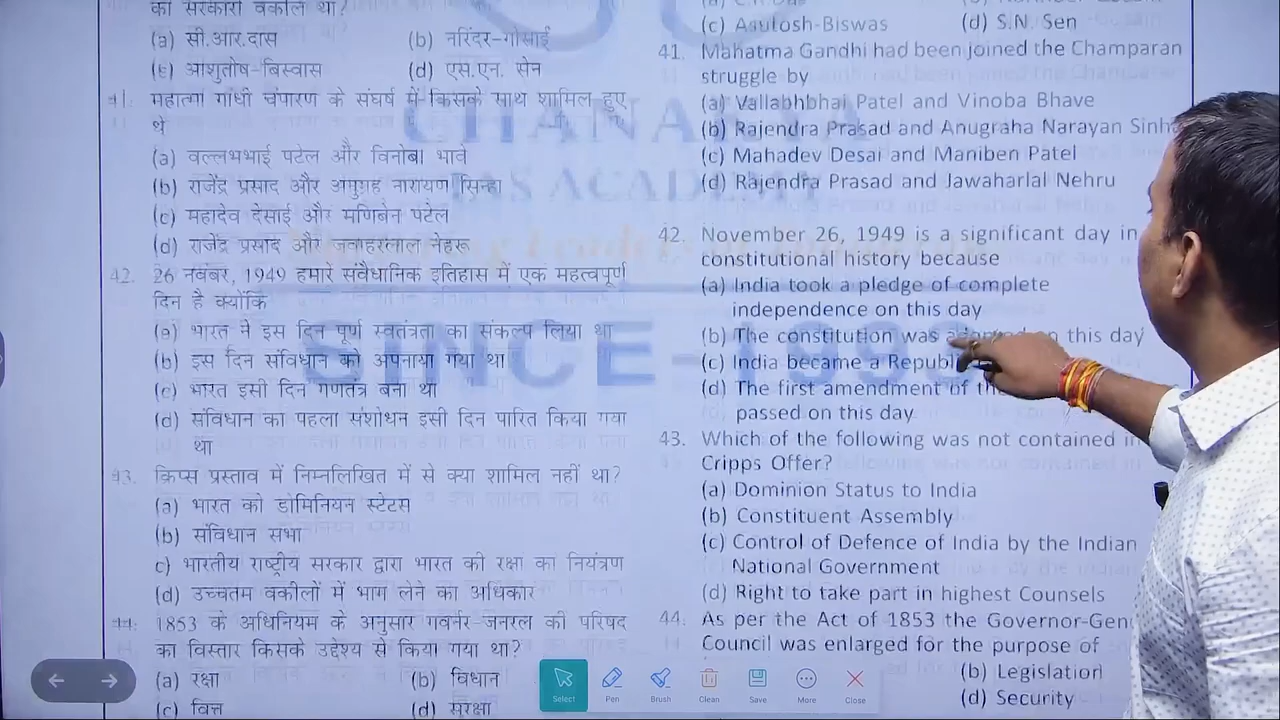 का सरकारी वकील था?
(a) सी.आर.दास (b) नरिंदर-गोसाई
(c) आशुतोष-बिस्वास (d) एस.एन. सेन
41. महात्मा गांधी चंपारण के संघर्ष में किसके साथ शामिल हुए
थे
(a) वल्लभभाई पटेल और विनोबा भावे
(b) राजेंद्र प्रसाद और अनुग्रह नारायण सिन्हा
(c) महादेव देसाई और मणिबेन पटेल
(d) राजेंद्र प्रसाद और जवाहरलाल नेहरू
42. 26 नवंबर, 1949 हमारे संवैधानिक इतिहास में एक महत्वपूर्ण
दिन है क्योंकि
(a) भारत ने इस दिन पूर्ण स्वतंत्रता का संकल्प लिया था
(b) इस दिन संविधान को अपनाया गया था
(c) भारत इसी दिन गणतंत्र बना था
(d) संविधान का पहला संशोधन इसी दिन पारित किया गया
था
43. क्रिप्स प्रस्ताव में निम्नलिखित में से क्या शामिल नहीं था?
(a) भारत को डोमिनियन स्टेटस
(b) संविधान सभा
c) भारतीय राष्ट्रीय सरकार द्वारा भारत की रक्षा का नियंत्रण
(d) उच्चतम वकीलों में भाग लेने का अधिकार
44. 1853 के अधिनियम के अनुसार गवर्नर-जनरल की परिषद
का विस्तार किसके उद्देश्य से किया गया था?
(a) रक्षा (b) विधान
(c) वित्त (d) सुरक्षा
(c) Asutosh-Biswas (d) S.N. Sen
41. Mahatma Gandhi had been joined the Champaran
struggle by
(a) Vallabhbhai Patel and Vinoba Bhave
(b) Rajendra Prasad and Anugraha Narayan Sinha
(c) Mahadev Desai and Maniben Patel
(d) Rajendra Prasad and Jawaharlal Nehru
42. November 26, 1949 is a significant day in
constitutional history because
(a) India took a pledge of complete
independence on this day
(b) The constitution was this day
(c) India became a Republ
(d) The first amendment of the
passed on this day
43. Which of the following was not contained in
Cripps Offer?
(a) Dominion Status to India
(b) Constituent Assembly
(c) Control of Defence of India by the Indian
National Government
(d) Right to take part in highest Counsels
44. As per the Act of 1853 the Governor-Gene
Council was enlarged for the purpose of
(b) Legislation
(d) Security
CHANAKYA
IAS ACADEMY
SINCE-1993
Select Pen Brush Clean Save More Close